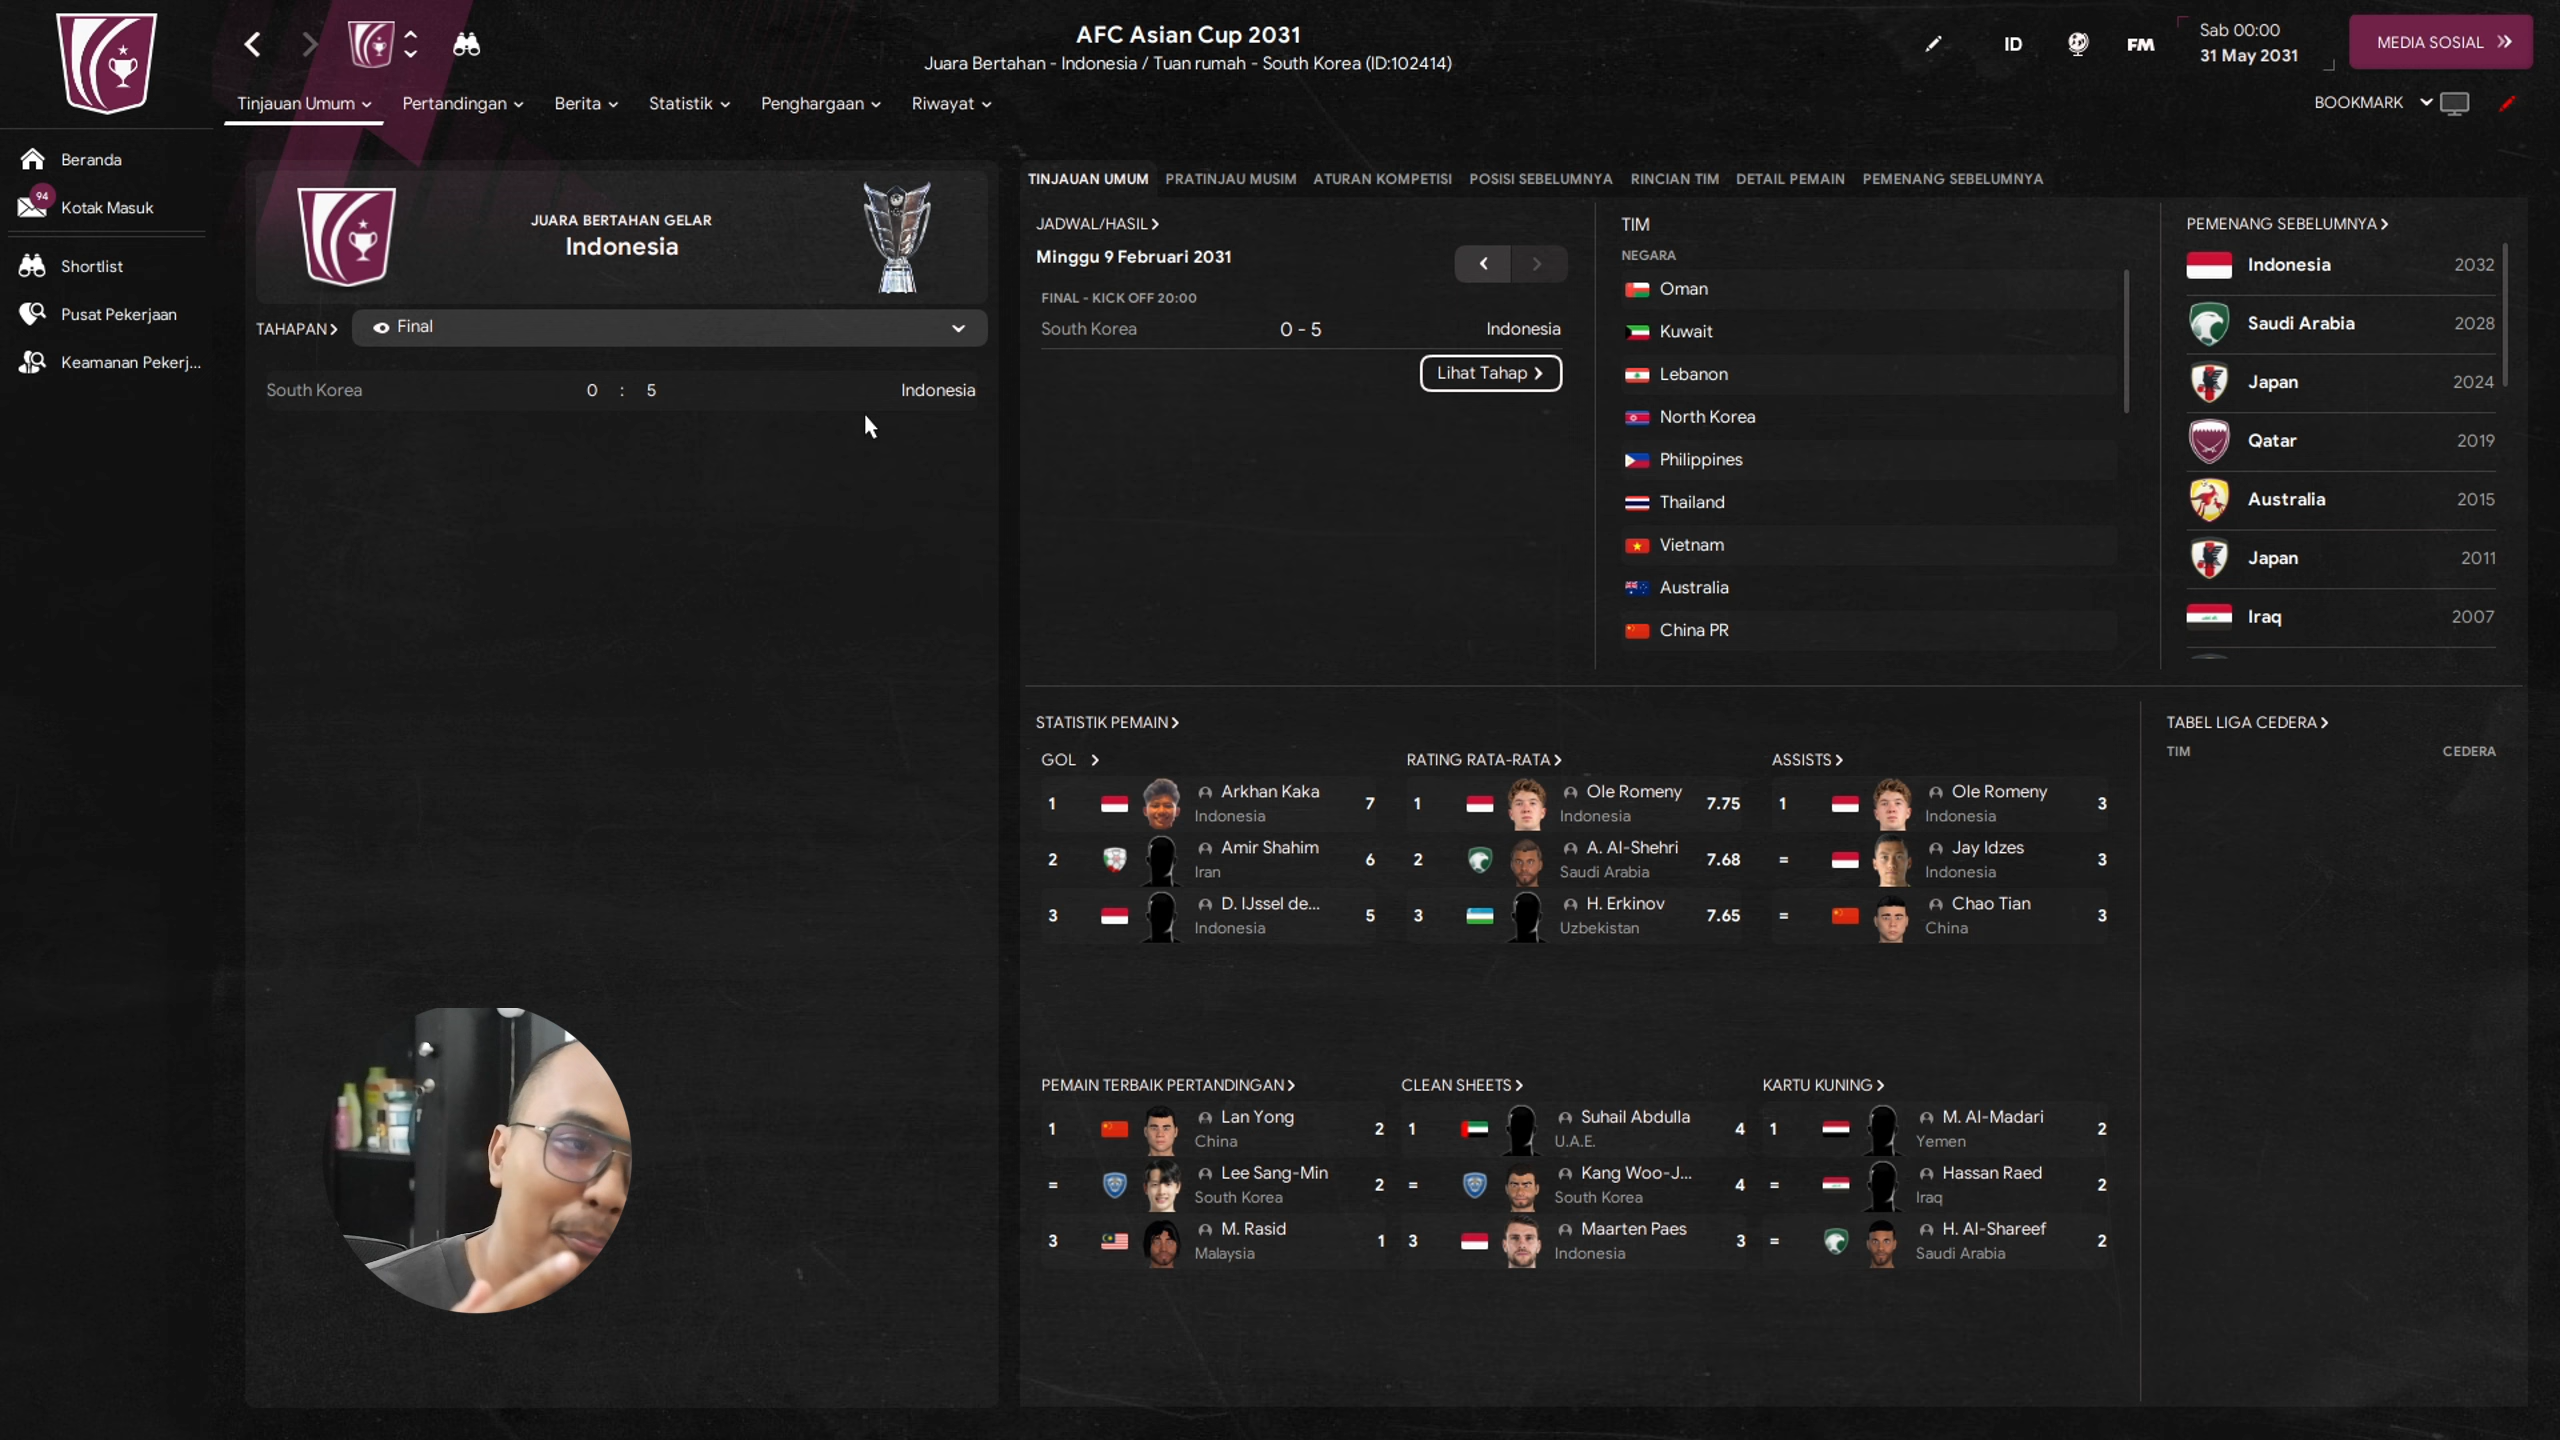 AFC Asian Cup 2031
Juara Bertahan - Indonesia / Tuan rumah - South Korea (ID:102414)
ID
FM
Sab 00:00
31 May 2031
MEDIA SOSIAL
Tinjauan Umum
Pertandingan
Berita
Statistik
Penghargaan
Riwayat
BOOKMARK
Beranda
94
Kotak Masuk
Shortlist
Pusat Pekerjaan
Keamanan Pekerj...
JUARA BERTAHAN GELAR
Indonesia
TAHAPAN
Final
South Korea 0 : 5 Indonesia
TINJAUAN UMUM
PRATINJAU MUSIM
ATURAN KOMPETISI
POSISI SEBELUMNYA
RINCIAN TIM
DETAIL PEMAIN
PEMENANG SEBELUMNYA
JADWAL/HASIL
Minggu 9 Februari 2031
FINAL - KICK OFF 20:00
South Korea 0 - 5 Indonesia
Lihat Tahap
TIM
NEGARA
Oman
Kuwait
Lebanon
North Korea
Philippines
Thailand
Vietnam
Australia
China PR
PEMENANG SEBELUMNYA
Indonesia 2032
Saudi Arabia 2028
Japan 2024
Qatar 2019
Australia 2015
Japan 2011
Iraq 2007
STATISTIK PEMAIN
GOL
1 Arkhan Kaka 7
Indonesia
2 Amir Shahim 6
Iran
3 D. IJssel de... 5
Indonesia
RATING RATA-RATA
1 Ole Romeny 7.75
Indonesia
2 A. Al-Shehri 7.68
Saudi Arabia
3 H. Erkinov 7.65
Uzbekistan
ASSISTS
1 Ole Romeny 3
Indonesia
= Jay Idzes 3
Indonesia
= Chao Tian 3
China
PEMAIN TERBAIK PERTANDINGAN
1 Lan Yong 2
China
= Lee Sang-Min 2
South Korea
3 M. Rasid 1
Malaysia
CLEAN SHEETS
1 Suhail Abdulla 4
U.A.E.
= Kang Woo-J... 4
South Korea
3 Maarten Paes 3
Indonesia
KARTU KUNING
1 M. Al-Madari 2
Yemen
= Hassan Raed 2
Iraq
= H. Al-Shareef 2
Saudi Arabia
TABEL LIGA CEDERA
TIM CEDERA